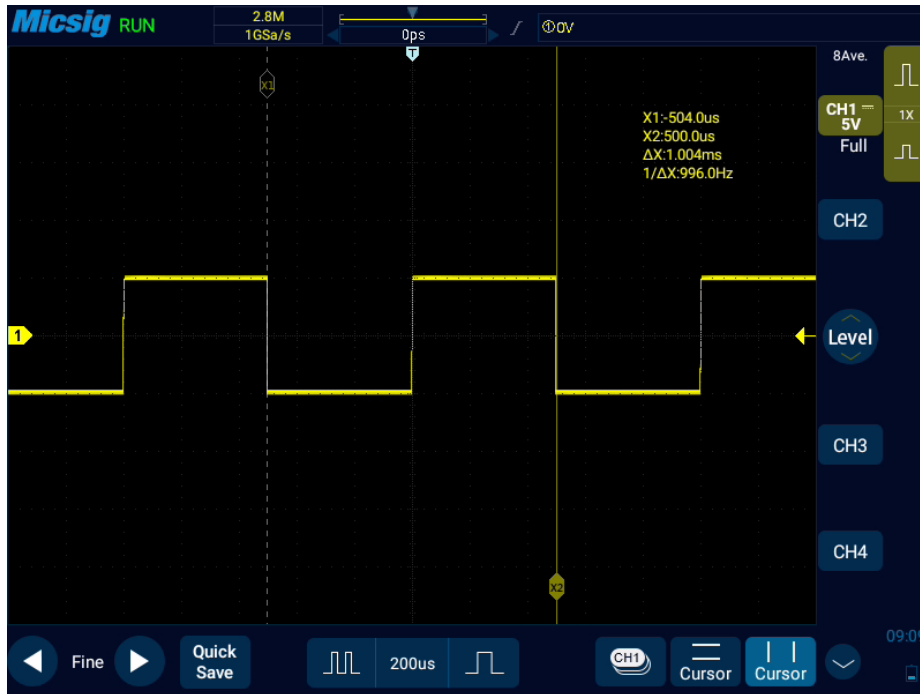 Micsig RUN
2.8M
1GSa/s
0ps
①0V
T
8Ave.
X1
X1:-504.0us
X2:500.0us
ΔX:1.004ms
1/ΔX:996.0Hz
CH1
5V
Full
1X
CH2
1
Level
CH3
CH4
X2
09:09
Fine
Quick
Save
200us
CH1
Cursor
Cursor